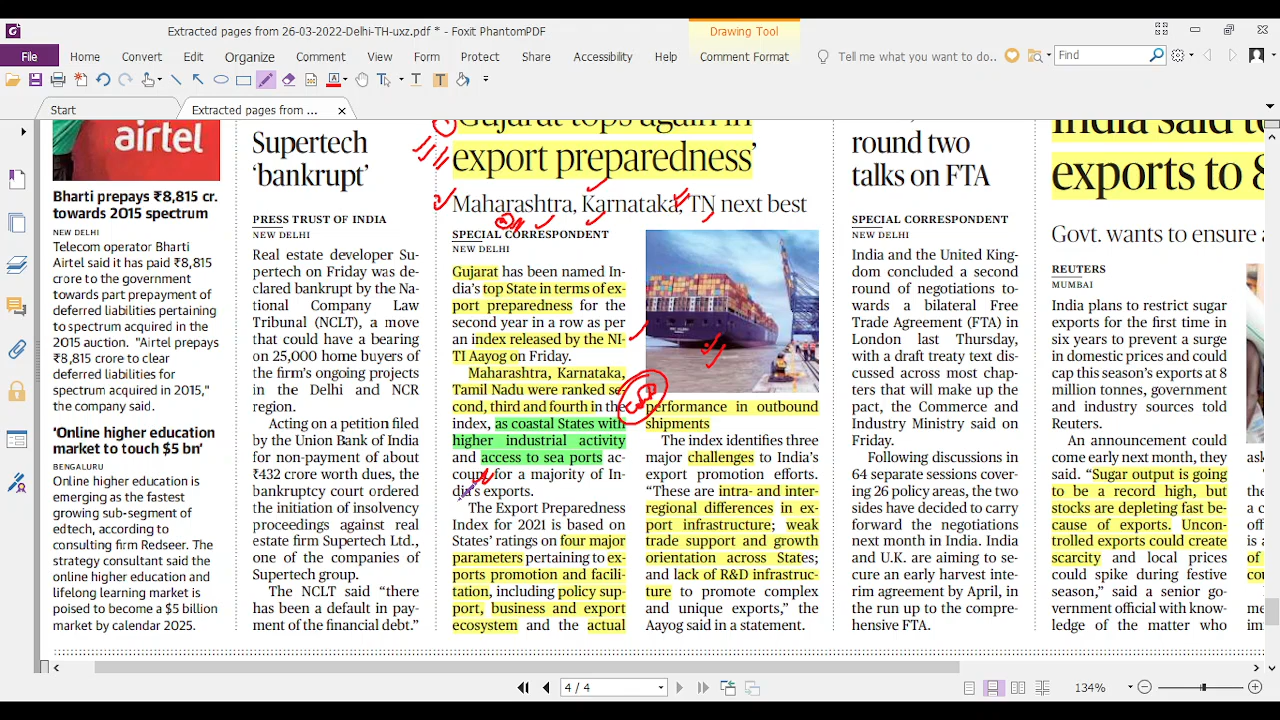 Extracted pages from 26-03-2022-Delhi-TH-uxz.pdf * - Foxit PhantomPDF
Drawing Tool
File
Home
Convert
Edit
Organize
Comment
View
Form
Protect
Share
Accessibility
Help
Comment Format
Tell me what you want to do...
Find
Start
Extracted pages from ...
airtel
Bharti prepays ₹8,815 cr.
towards 2015 spectrum
NEW DELHI
Telecom operator Bharti
Airtel said it has paid ₹8,815
crore to the government
towards part prepayment of
deferred liabilities pertaining
to spectrum acquired in the
2015 auction. "Airtel prepays
₹8,815 crore to clear
deferred liabilities for
spectrum acquired in 2015,"
the company said.
'Online higher education
market to touch $5 bn'
BENGALURU
Online higher education is
emerging as the fastest
growing sub-segment of
edtech, according to
consulting firm Redseer. The
strategy consultant said the
online higher education and
lifelong learning market is
poised to become a $5 billion
market by calendar 2025.
Supertech
'bankrupt'
PRESS TRUST OF INDIA
NEW DELHI
Real estate developer Su-
pertech on Friday was de-
clared bankrupt by the Na-
tional Company Law
Tribunal (NCLT), a move
that could have a bearing
on 25,000 home buyers of
the firm's ongoing projects
in the Delhi and NCR
region.
Acting on a petition filed
by the Union Bank of India
for non-payment of about
₹432 crore worth dues, the
bankruptcy court ordered
the initiation of insolvency
proceedings against real
estate firm Supertech Ltd.,
one of the companies of
Supertech group.
The NCLT said "there
has been a default in pay-
ment of the financial debt."
Gujarat tops again in
export preparedness'
Maharashtra, Karnataka, TN next best
SPECIAL CORRESPONDENT
NEW DELHI
Gujarat has been named In-
dia's top State in terms of ex-
port preparedness for the
second year in a row as per
an index released by the NI-
TI Aayog on Friday.
Maharashtra, Karnataka,
Tamil Nadu were ranked se-
cond, third and fourth in the
index, as coastal States with
higher industrial activity
and access to sea ports ac-
count for a majority of In-
dia's exports.
The Export Preparedness
Index for 2021 is based on
States' ratings on four major
parameters pertaining to ex-
ports promotion and facili-
tation, including policy sup-
port, business and export
ecosystem and the actual
performance in outbound
shipments
The index identifies three
major challenges to India's
export promotion efforts.
"These are intra- and inter-
regional differences in ex-
port infrastructure; weak
trade support and growth
orientation across States;
and lack of R&D infrastruc-
ture to promote complex
and unique exports," the
Aayog said in a statement.
round two
talks on FTA
SPECIAL CORRESPONDENT
NEW DELHI
India and the United King-
dom concluded a second
round of negotiations to-
wards a bilateral Free
Trade Agreement (FTA) in
London last Thursday,
with a draft treaty text dis-
cussed across most chap-
ters that will make up the
pact, the Commerce and
Industry Ministry said on
Friday.
Following discussions in
64 separate sessions cover-
ing 26 policy areas, the two
sides have decided to carry
forward the negotiations
next month in India. India
and U.K. are aiming to se-
cure an early harvest inte-
rim agreement by April, in
the run up to the compre-
hensive FTA.
India said to
exports to 8
Govt. wants to ensure a
REUTERS
MUMBAI
India plans to restrict sugar
exports for the first time in
six years to prevent a surge
in domestic prices and could
cap this season's exports at 8
million tonnes, government
and industry sources told
Reuters.
An announcement could
come early next month, they
said. "Sugar output is going
to be a record high, but
stocks are depleting fast be-
cause of exports. Uncon-
trolled exports could create
scarcity and local prices
could spike during festive
season," said a senior go-
vernment official with know-
ledge of the matter who
4 / 4
134%